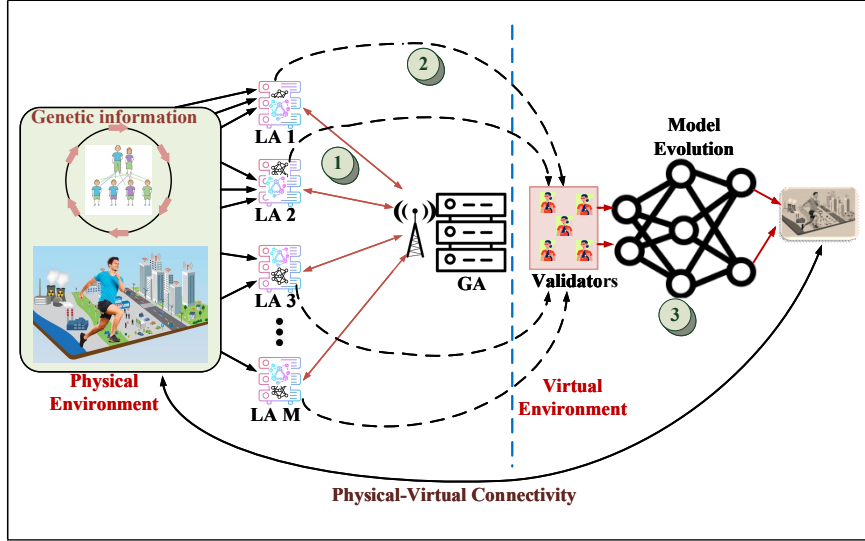 Genetic information
LA 1
LA 2
LA 3
LA M
1
2
GA
Physical
Environment
Validators
Model
Evolution
3
Virtual
Environment
Physical-Virtual Connectivity